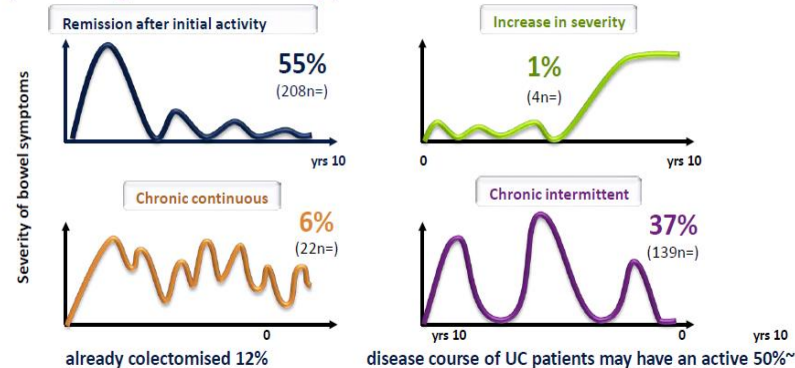 Remission after initial activity
55%
(208n=)
yrs 10
Increase in severity
1%
(4n=)
0
yrs 10
Severity of bowel symptoms
Chronic continuous
6%
(22n=)
0
Chronic intermittent
37%
(139n=)
yrs 10
0
yrs 10
already colectomised 12%
disease course of UC patients may have an active 50%~